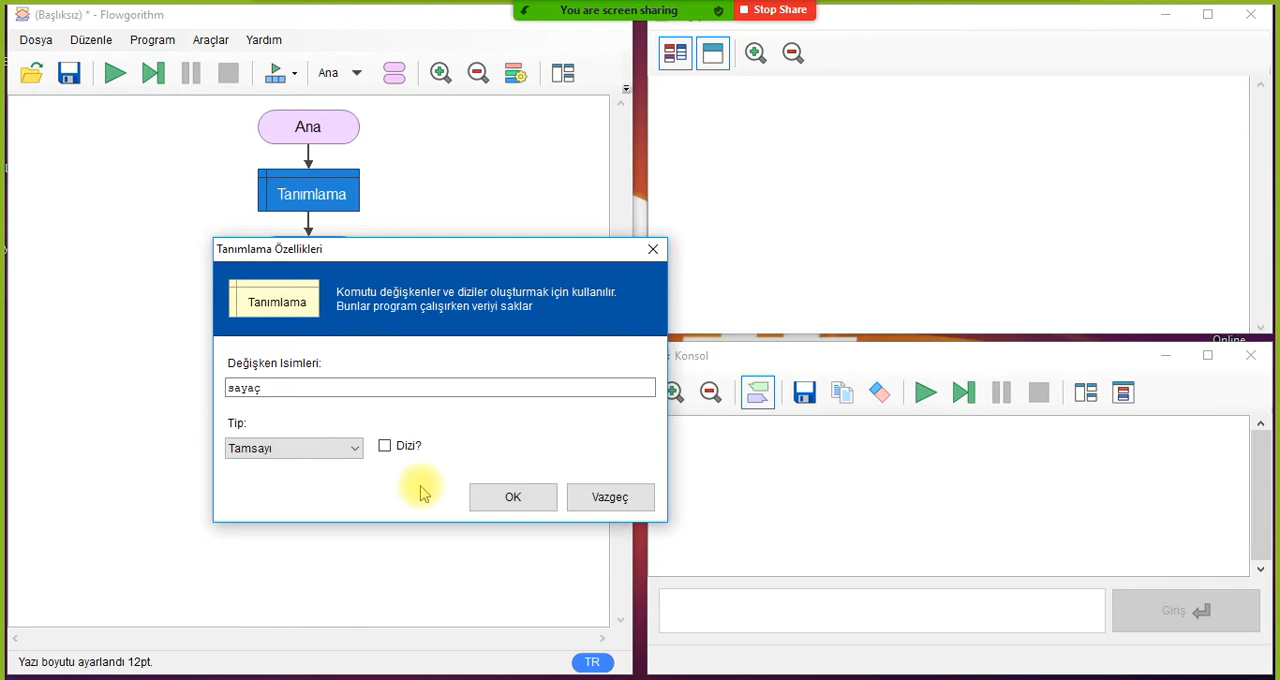 You are screen sharing
Stop Share
(Başlıksız) * - Flowgorithm
Dosya Düzenle Program Araçlar Yardım
Ana
Ana
Tanımlama
Tanımlama Özellikleri
Tanımlama
Komutu değişkenler ve diziler oluşturmak için kullanılır.
Bunlar program çalışırken veriyi saklar
Değişken Isimleri:
sayaç
Tip:
Tamsayı
Dizi?
OK
Vazgeç
Online
Konsol
Giriş
Yazı boyutu ayarlandı 12pt.
TR